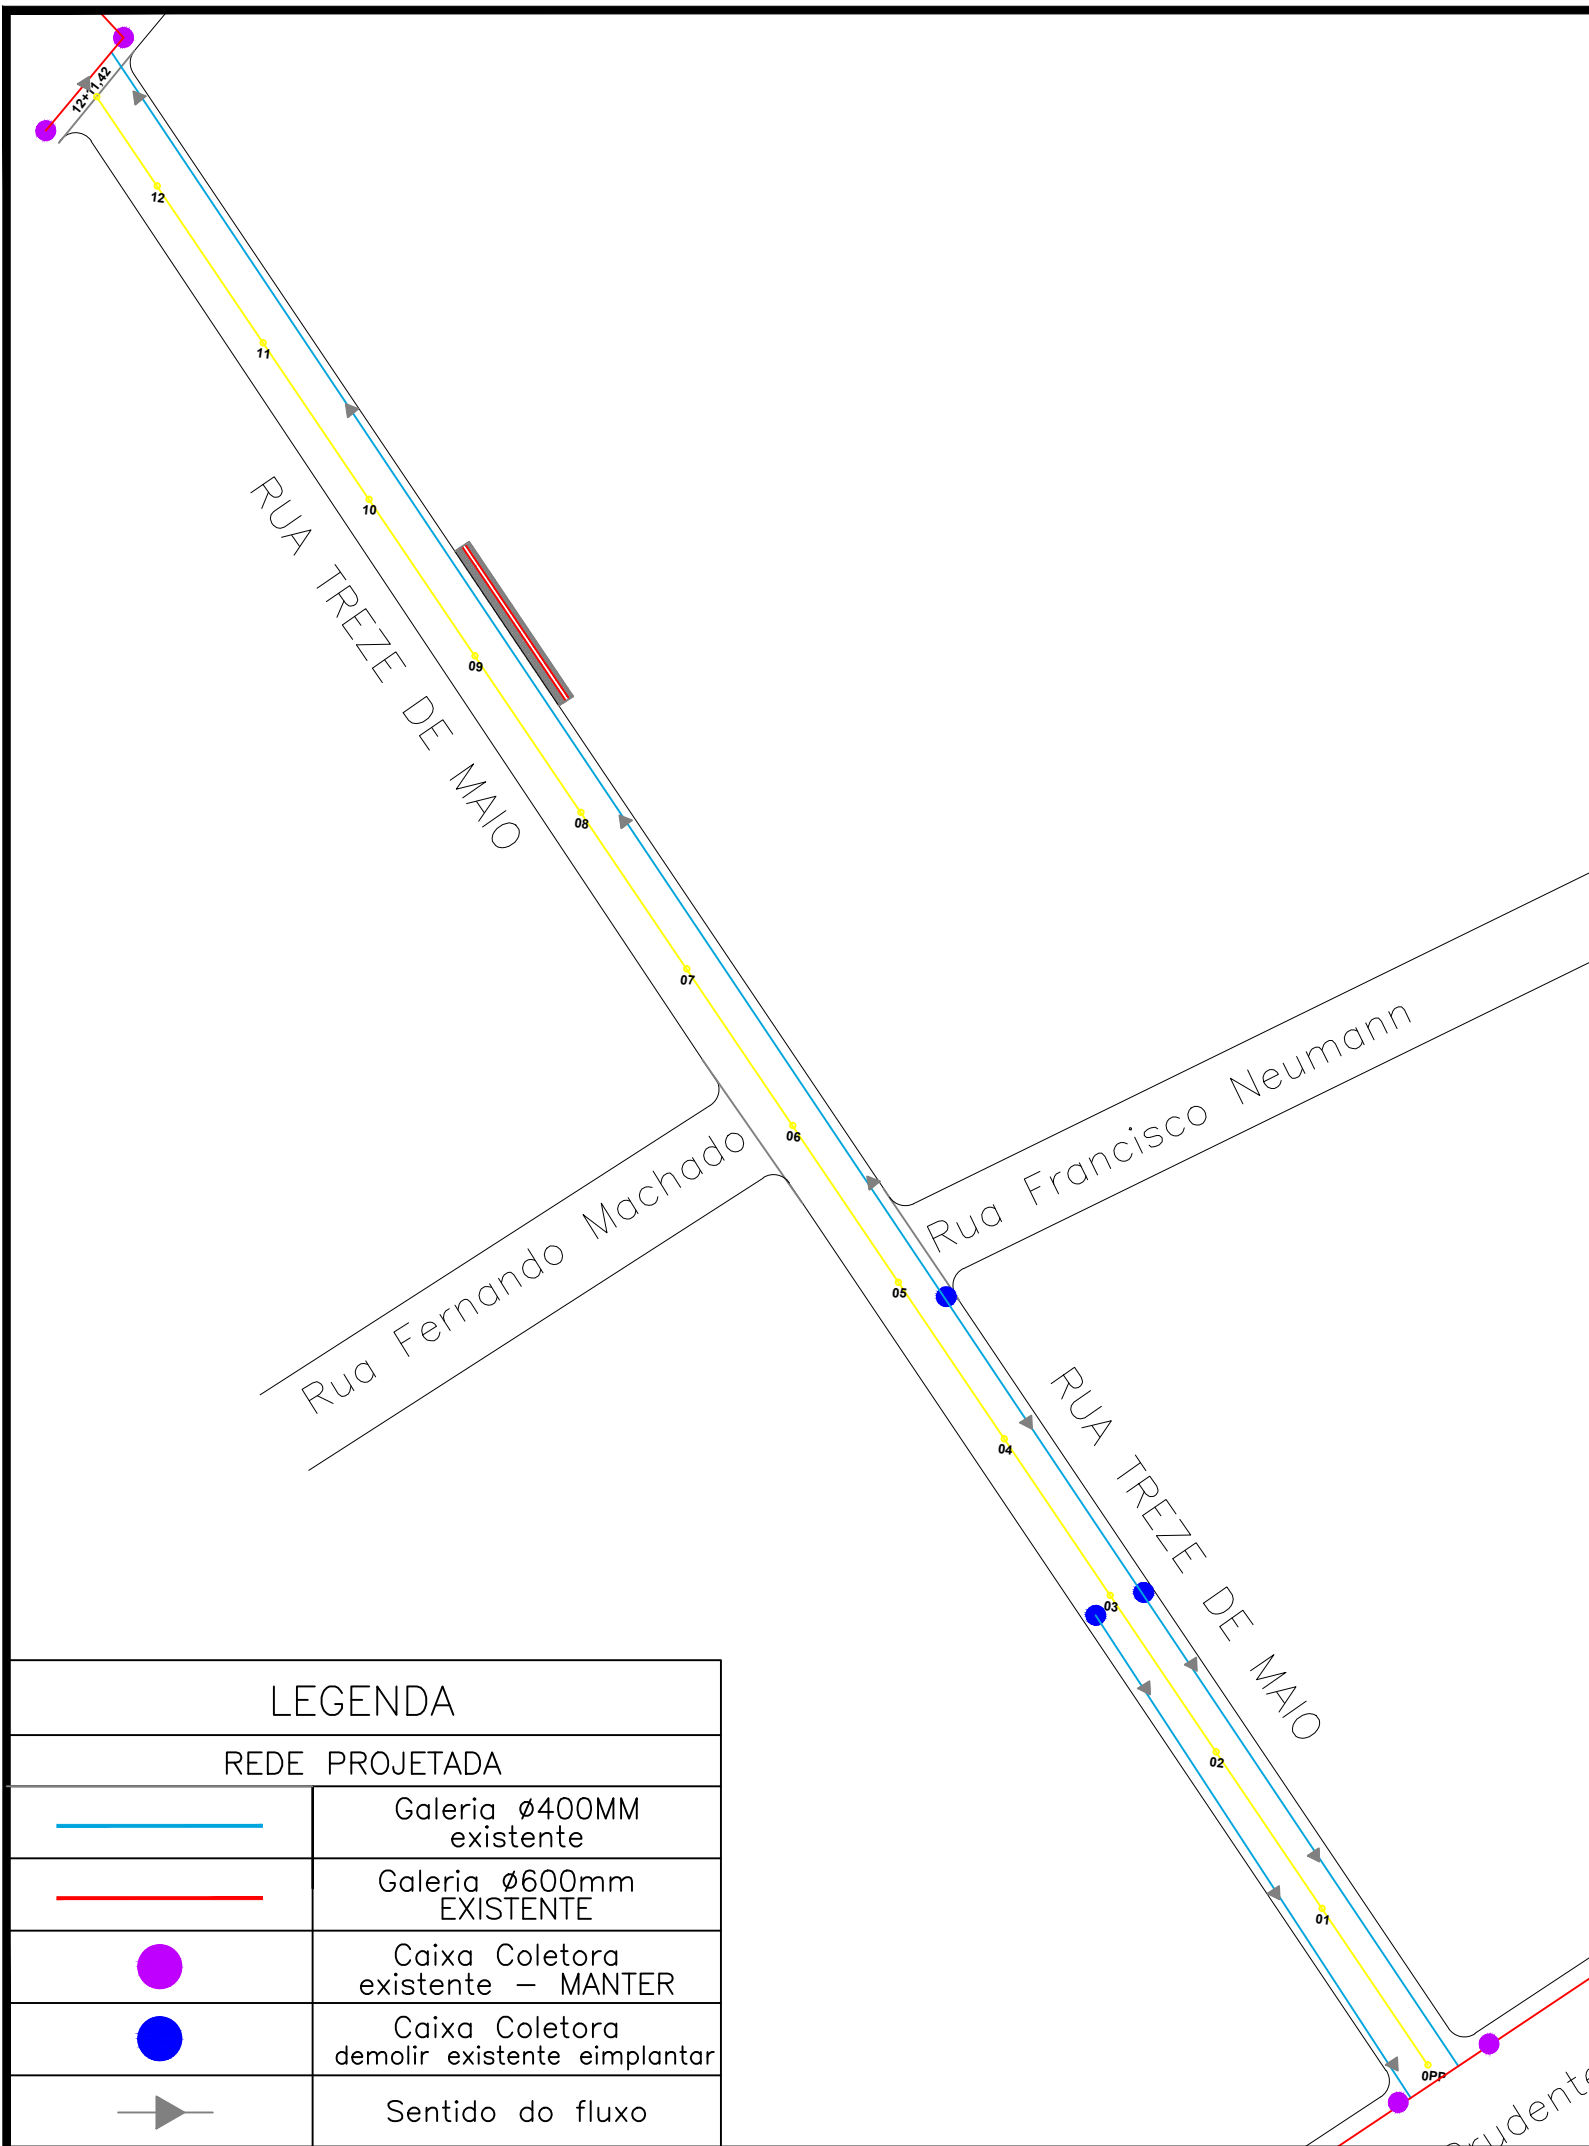 12+11,42
12
11
10
RUA TREZE DE MAIO
09
08
07
06
Rua Francisco Neumann
Rua Fernando Machado
05
04
RUA TREZE DE MAIO
03
02
01
0PP
Prudente
LEGENDA
REDE PROJETADA
Galeria ø400MM
existente
Galeria ø600mm
EXISTENTE
Caixa Coletora
existente – MANTER
Caixa Coletora
demolir existente eimplantar
Sentido do fluxo